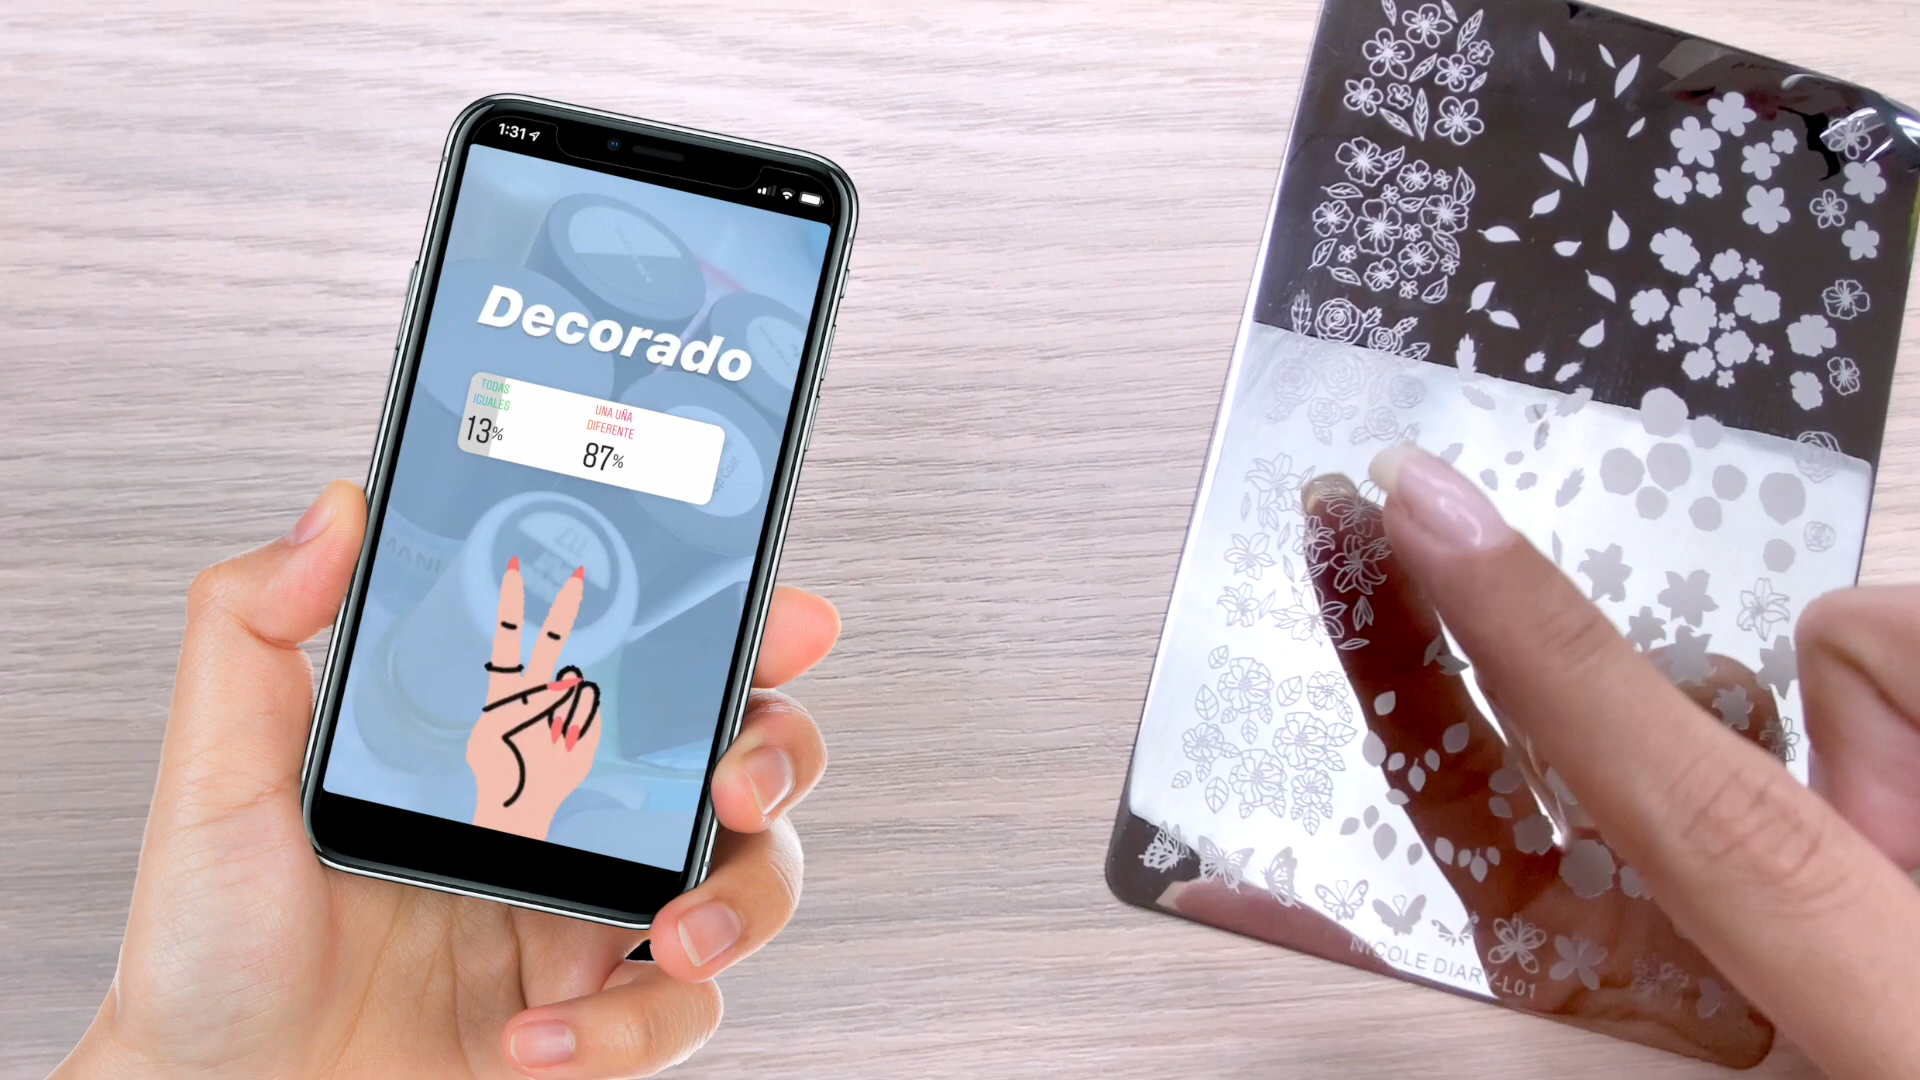 1:31
Decorado
TODAS
IGUALES
13%
UNA UÑA
DIFERENTE
87%
NICOLE DIARY-L01